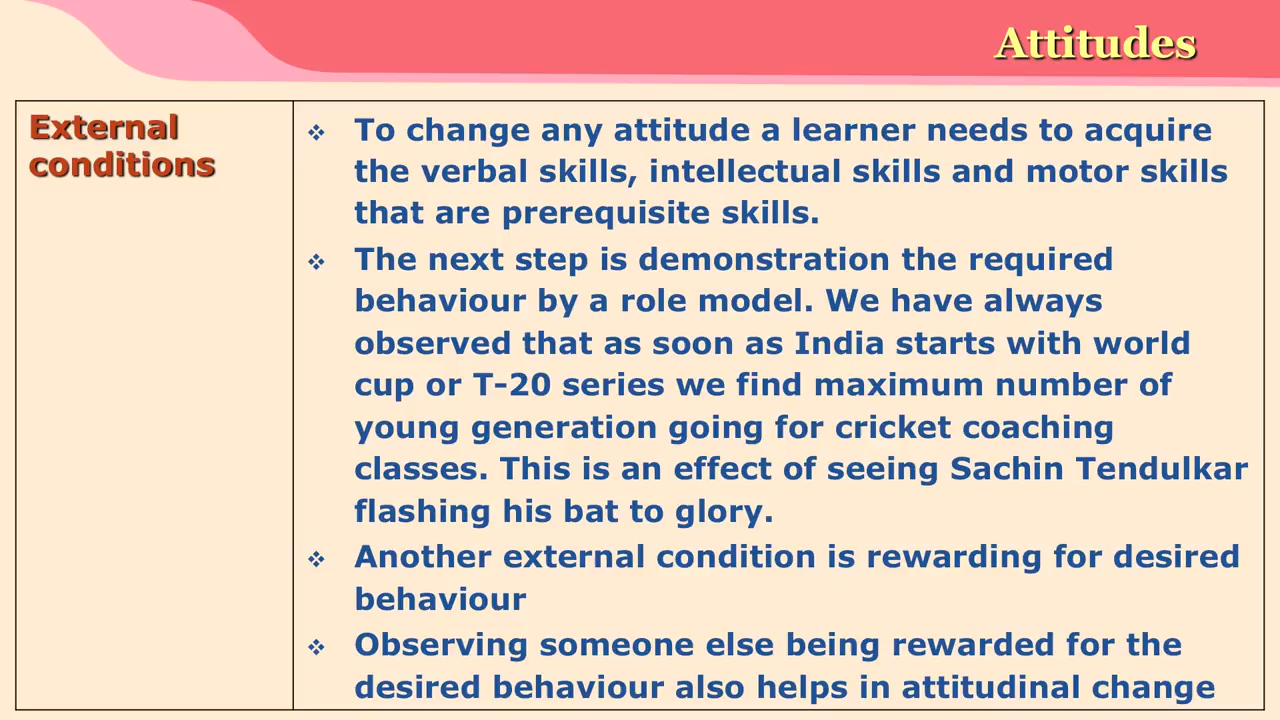 Attitudes
External
conditions
❖ To change any attitude a learner needs to acquire
the verbal skills, intellectual skills and motor skills
that are prerequisite skills.
❖ The next step is demonstration the required
behaviour by a role model. We have always
observed that as soon as India starts with world
cup or T-20 series we find maximum number of
young generation going for cricket coaching
classes. This is an effect of seeing Sachin Tendulkar
flashing his bat to glory.
❖ Another external condition is rewarding for desired
behaviour
❖ Observing someone else being rewarded for the
desired behaviour also helps in attitudinal change